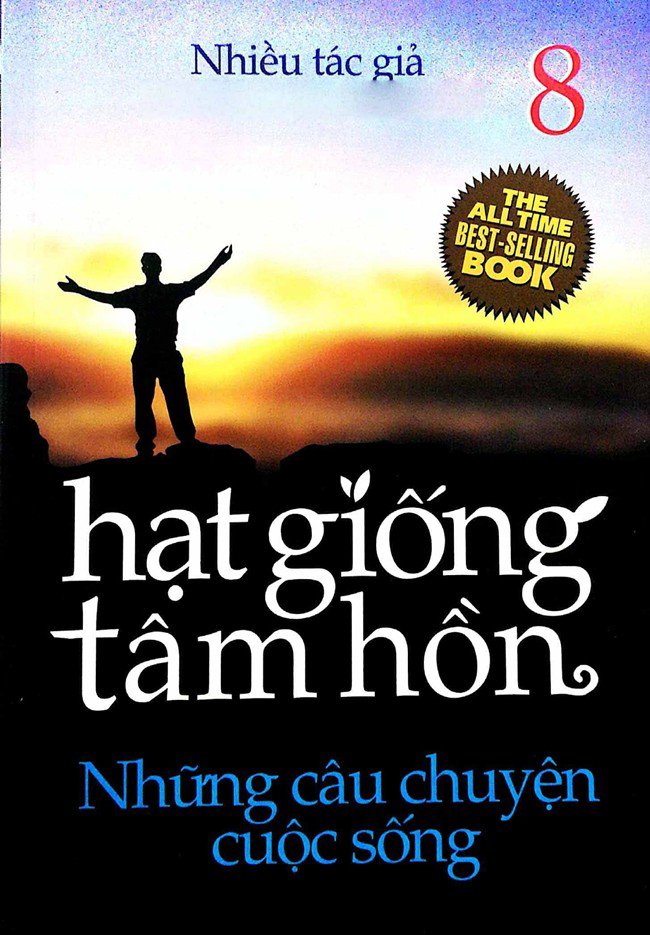 Nhiều tác giả
8
THE
ALL TIME
BEST-SELLING
BOOK
hạt giống
tâm hồn
Những câu chuyện
cuộc sống